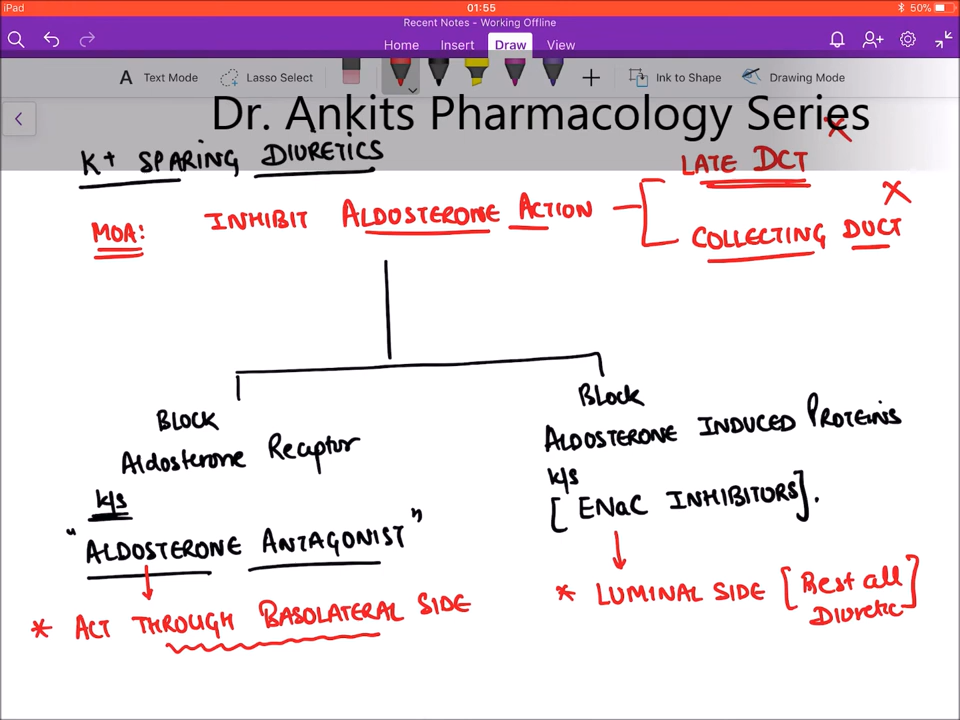 iPad 01:55 50%
Recent Notes - Working Offline
Home Insert Draw View
A Text Mode Lasso Select Ink to Shape Drawing Mode
Dr. Ankits Pharmacology Series
K+ SPARING DIURETICS
LATE DCT X
MOA: INHIBIT ALDOSTERONE ACTION
COLLECTING DUCT X
BLOCK
Aldosterone Receptor
K/s
"ALDOSTERONE ANTAGONIST"
* ACT THROUGH BASOLATERAL SIDE
BLOCK
ALDOSTERONE INDUCED PROTEINS
K/s
[ENaC INHIBITORS].
* LUMINAL SIDE [Rest all
Diuretic]